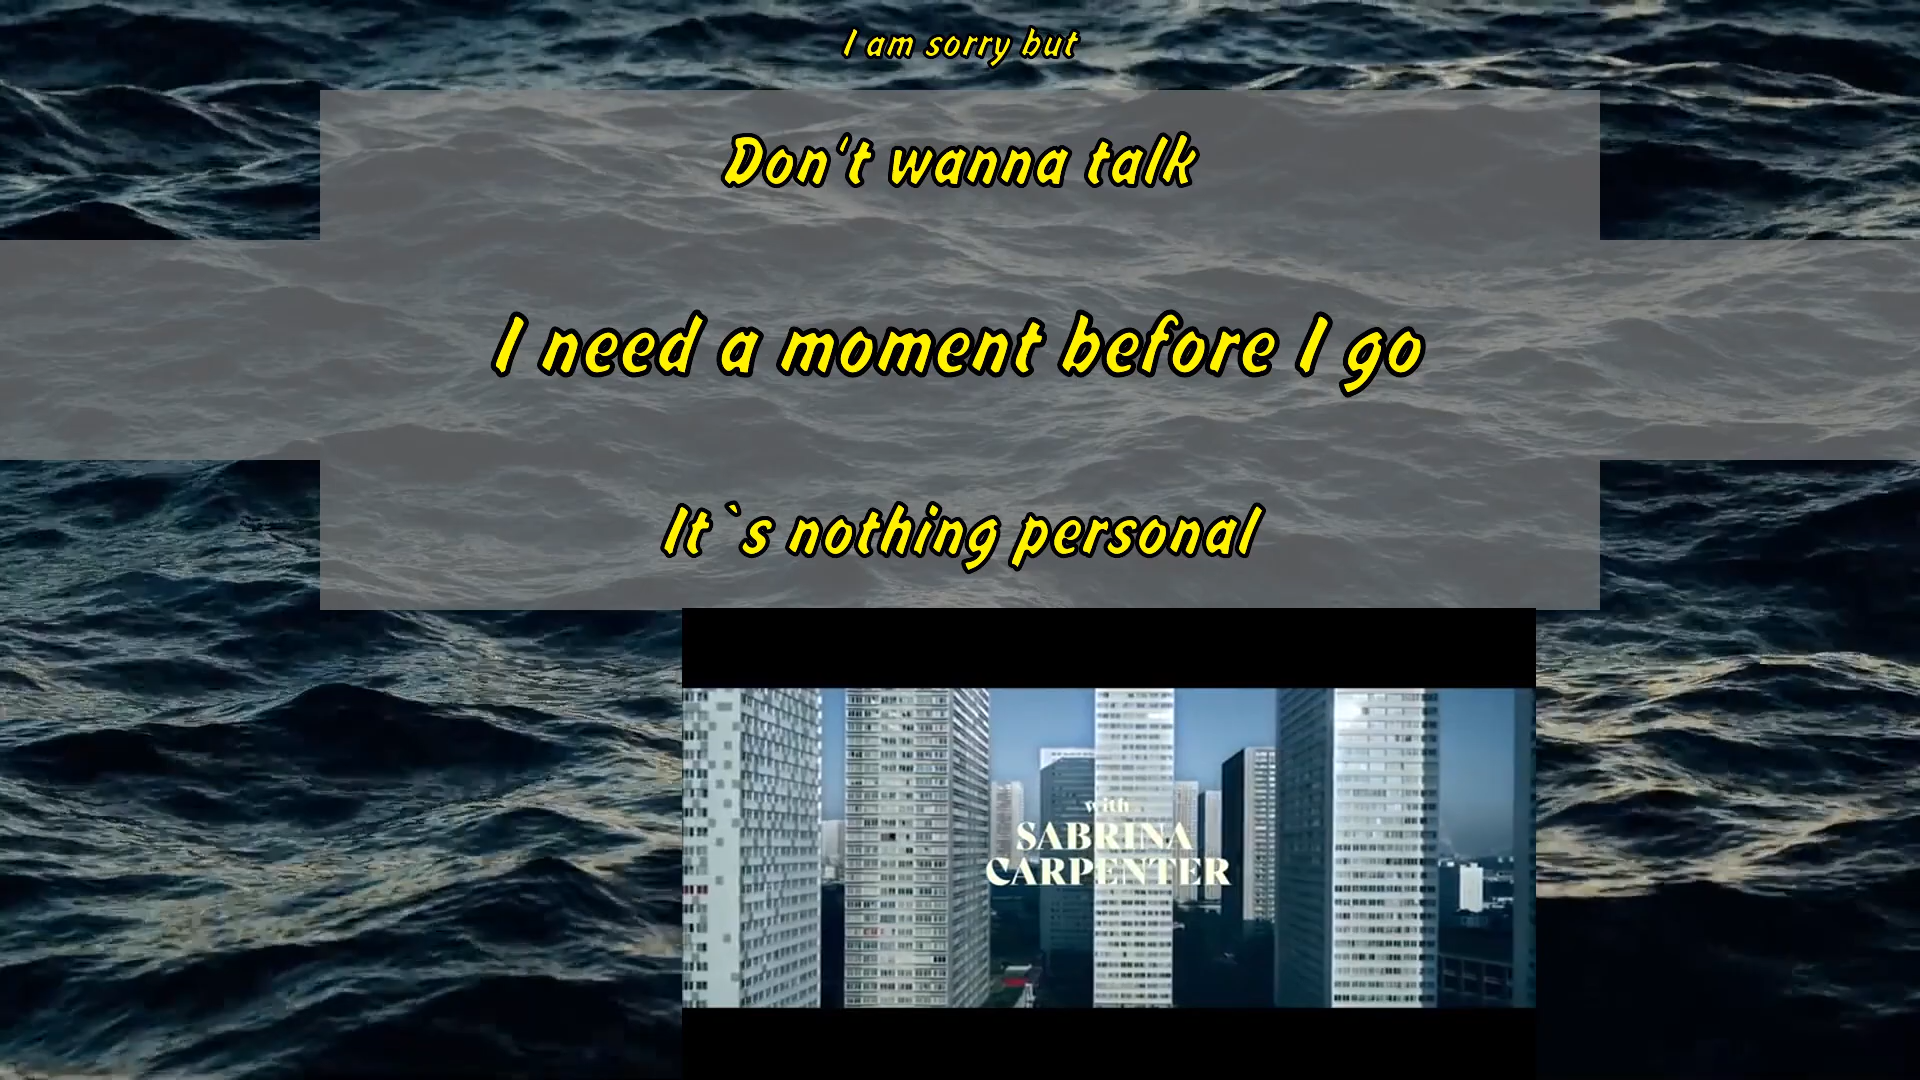 I am sorry but
Don't wanna talk
I need a moment before I go
It`s nothing personal
with
SABRINA
CARPENTER